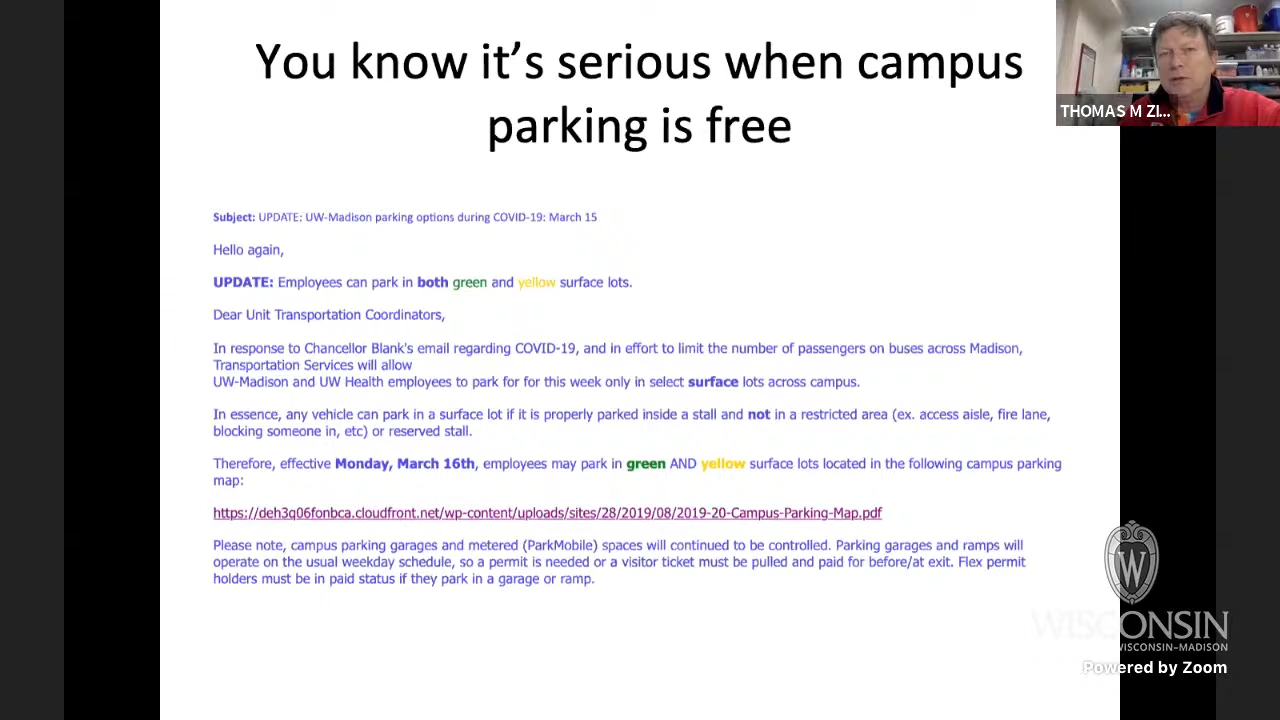 You know it's serious when campus
parking is free
THOMAS M ZI...
Subject: UPDATE: UW-Madison parking options during COVID-19: March 15
Hello again,
UPDATE: Employees can park in both green and yellow surface lots.
Dear Unit Transportation Coordinators,
In response to Chancellor Blank's email regarding COVID-19, and in effort to limit the number of passengers on buses across Madison,
Transportation Services will allow
UW-Madison and UW Health employees to park for for this week only in select surface lots across campus.
In essence, any vehicle can park in a surface lot if it is properly parked inside a stall and not in a restricted area (ex. access aisle, fire lane,
blocking someone in, etc) or reserved stall.
Therefore, effective Monday, March 16th, employees may park in green AND yellow surface lots located in the following campus parking
map:
https://deh3q06fonbca.cloudfront.net/wp-content/uploads/sites/28/2019/08/2019-20-Campus-Parking-Map.pdf
Please note, campus parking garages and metered (ParkMobile) spaces will continued to be controlled. Parking garages and ramps will
operate on the usual weekday schedule, so a permit is needed or a visitor ticket must be pulled and paid for before/at exit. Flex permit
holders must be in paid status if they park in a garage or ramp.
W
WISCONSIN
WISCONSIN–MADISON
Powered by Zoom